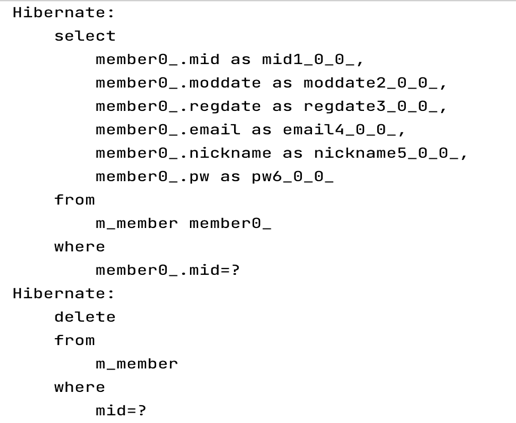 Hibernate:
    select
        member0_.mid as mid1_0_0_,
        member0_.moddate as moddate2_0_0_,
        member0_.regdate as regdate3_0_0_,
        member0_.email as email4_0_0_,
        member0_.nickname as nickname5_0_0_,
        member0_.pw as pw6_0_0_
    from
        m_member member0_
    where
        member0_.mid=?
Hibernate:
    delete
    from
        m_member
    where
        mid=?